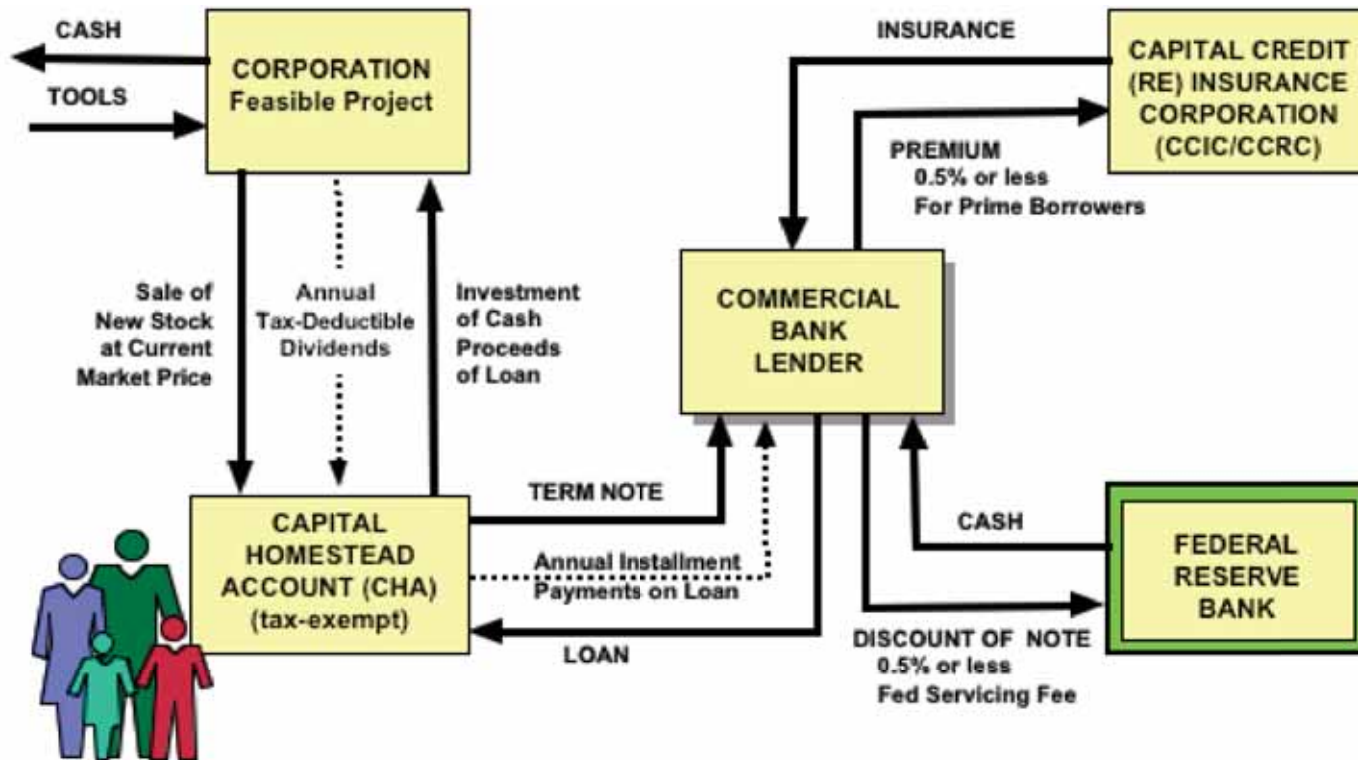 CASH
TOOLS
CORPORATION
Feasible Project
INSURANCE
CAPITAL CREDIT
(RE) INSURANCE
CORPORATION
(CCIC/CCRC)
PREMIUM
0.5% or less
For Prime Borrowers
Sale of
New Stock
at Current
Market Price
Annual
Tax-Deductible
Dividends
Investment
of Cash
Proceeds
of Loan
COMMERCIAL
BANK
LENDER
CAPITAL
HOMESTEAD
ACCOUNT (CHA)
(tax-exempt)
TERM NOTE
Annual Installment
Payments on Loan
LOAN
CASH
FEDERAL
RESERVE
BANK
DISCOUNT OF NOTE
0.5% or less
Fed Servicing Fee